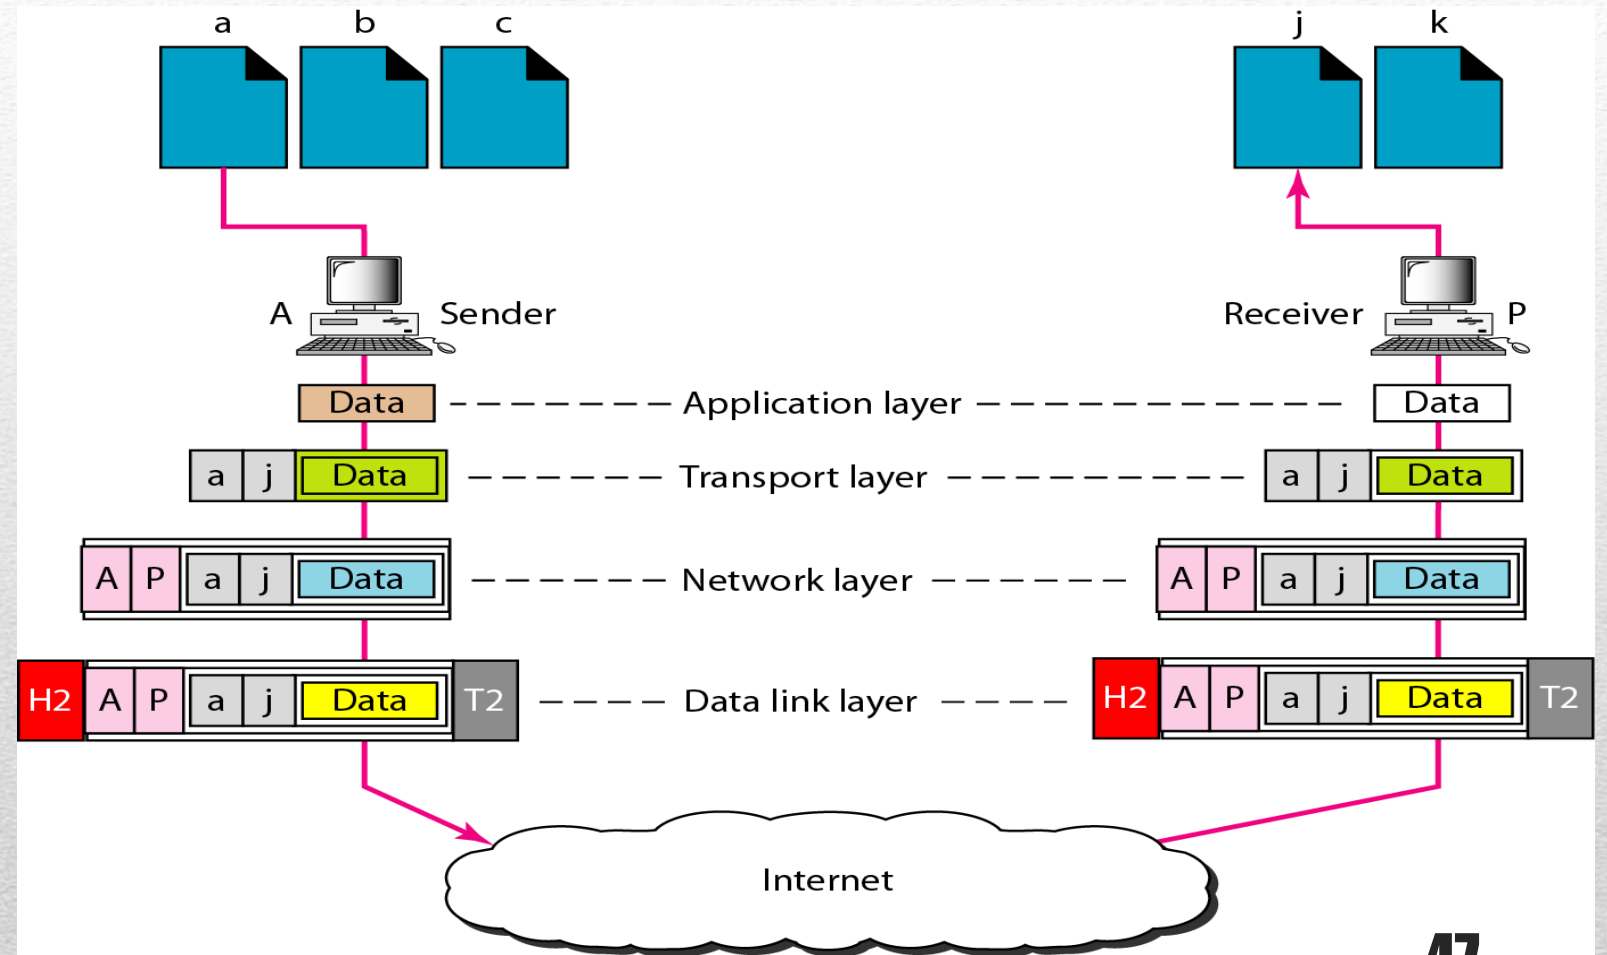 a b c j k
A Sender Receiver P
Data Application layer Data
a j Data Transport layer a j Data
A P a j Data Network layer A P a j Data
H2 A P a j Data T2 Data link layer H2 A P a j Data T2
Internet
47